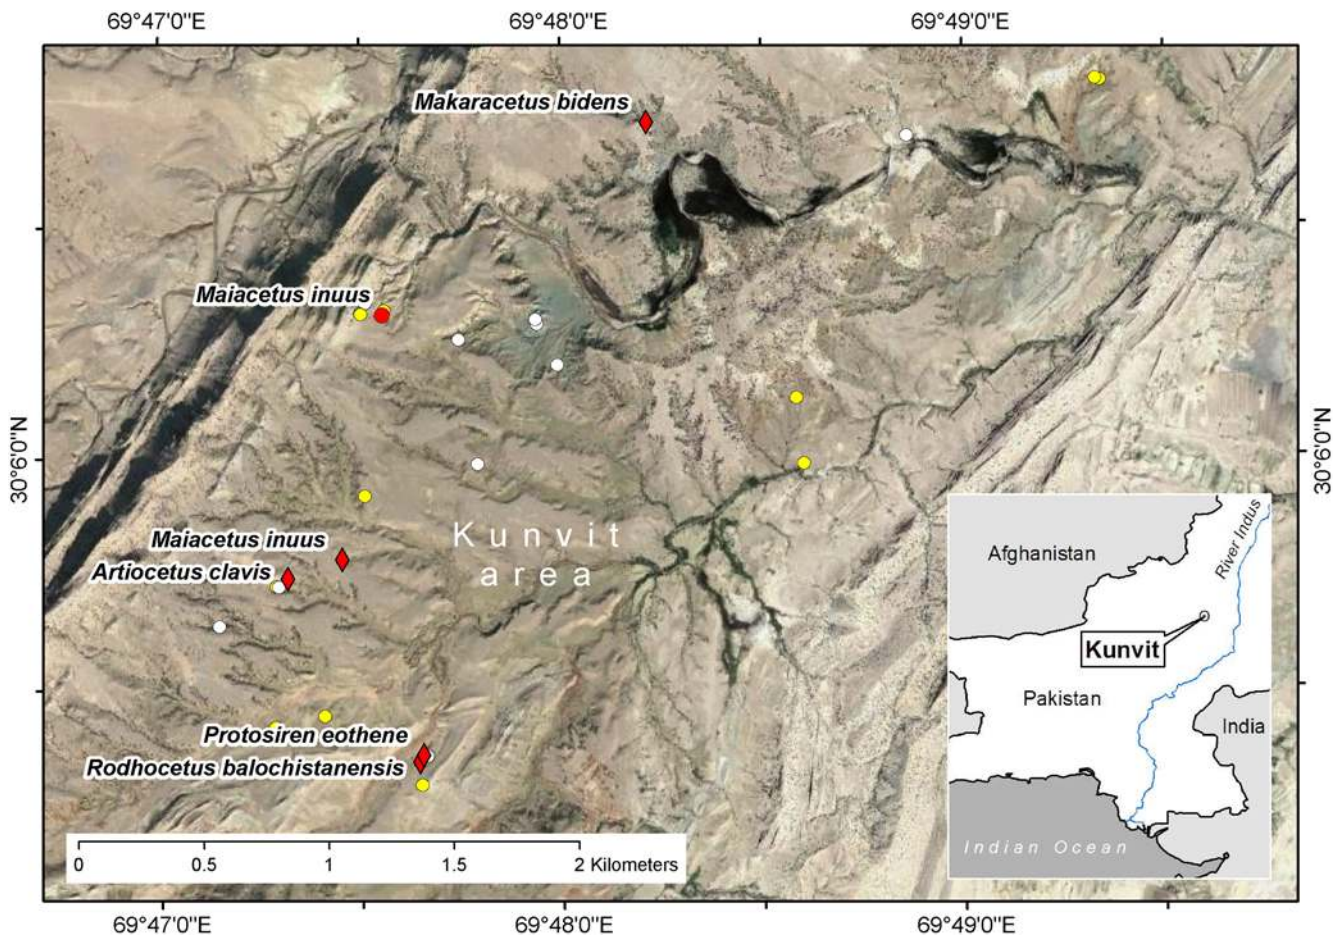 69°47'0"E 69°48'0"E 69°49'0"E
Makaracetus bidens
Maiacetus inuus
30°6'0"N
30°6'0"N
Kunvit
area
Maiacetus inuus
Artiocetus clavis
Protosiren eothene
Rodhocetus balochistanensis
0 0.5 1 1.5 2 Kilometers
Afghanistan
River Indus
Kunvit
Pakistan
India
Indian Ocean
69°47'0"E 69°48'0"E 69°49'0"E